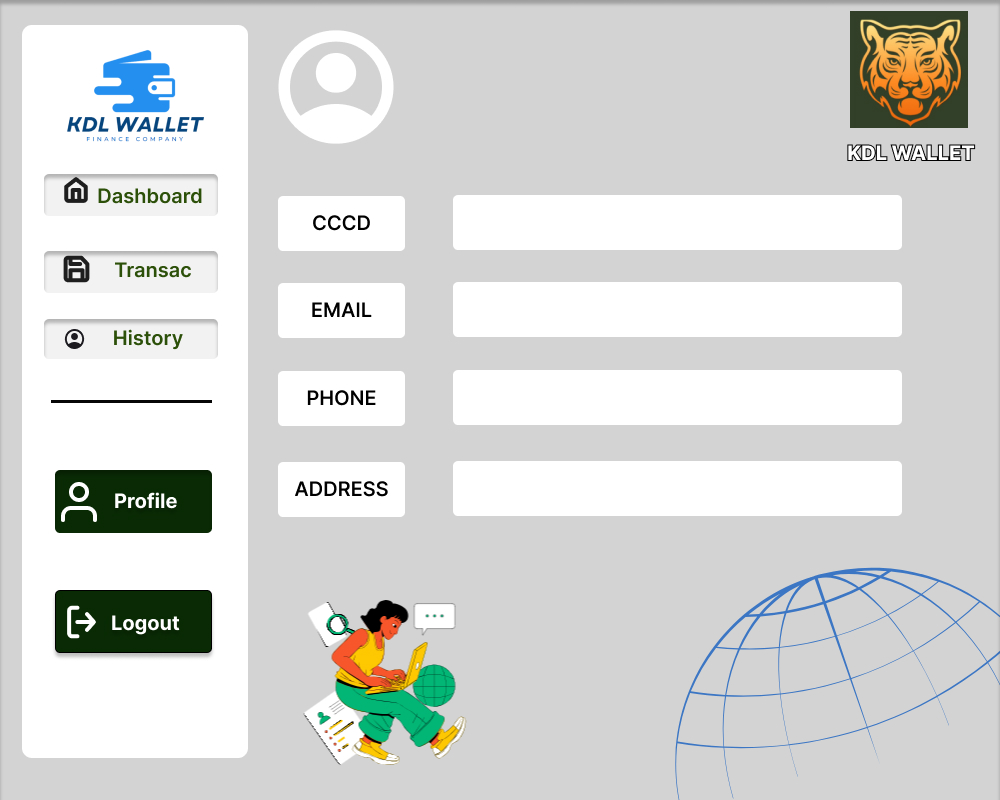 KDL WALLET
FINANCE COMPANY
Dashboard
Transac
History
Profile
Logout
KDL WALLET
CCCD
EMAIL
PHONE
ADDRESS